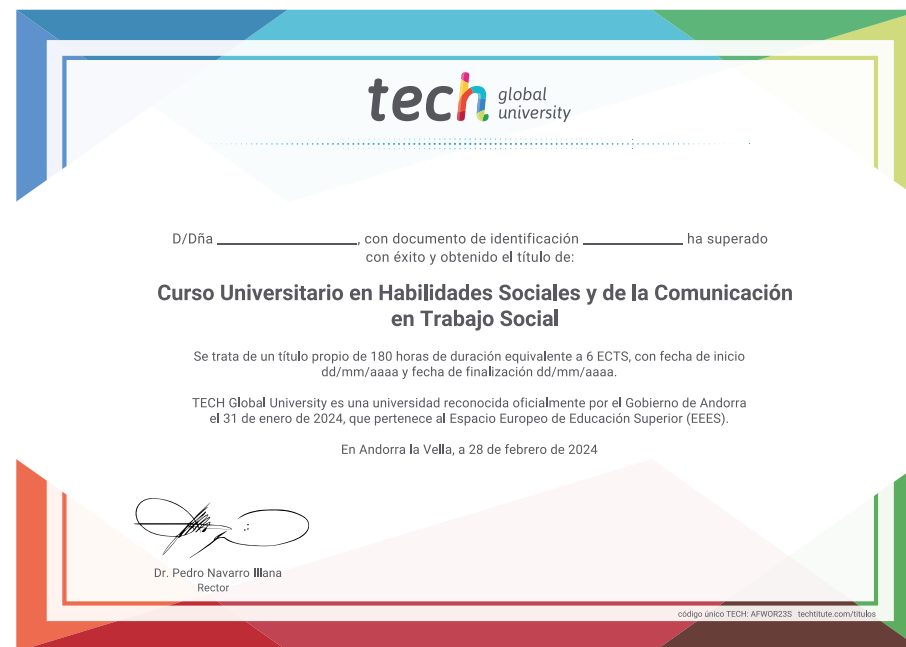 tech global university
D/Dña ____________________, con documento de identificación ______________ ha superado
con éxito y obtenido el título de:
Curso Universitario en Habilidades Sociales y de la Comunicación
en Trabajo Social
Se trata de un título propio de 180 horas de duración equivalente a 6 ECTS, con fecha de inicio
dd/mm/aaaa y fecha de finalización dd/mm/aaaa.
TECH Global University es una universidad reconocida oficialmente por el Gobierno de Andorra
el 31 de enero de 2024, que pertenece al Espacio Europeo de Educación Superior (EEES).
En Andorra la Vella, a 28 de febrero de 2024
Dr. Pedro Navarro Illana
Rector
código único TECH: AFWOR23S techtitute.com/titulos